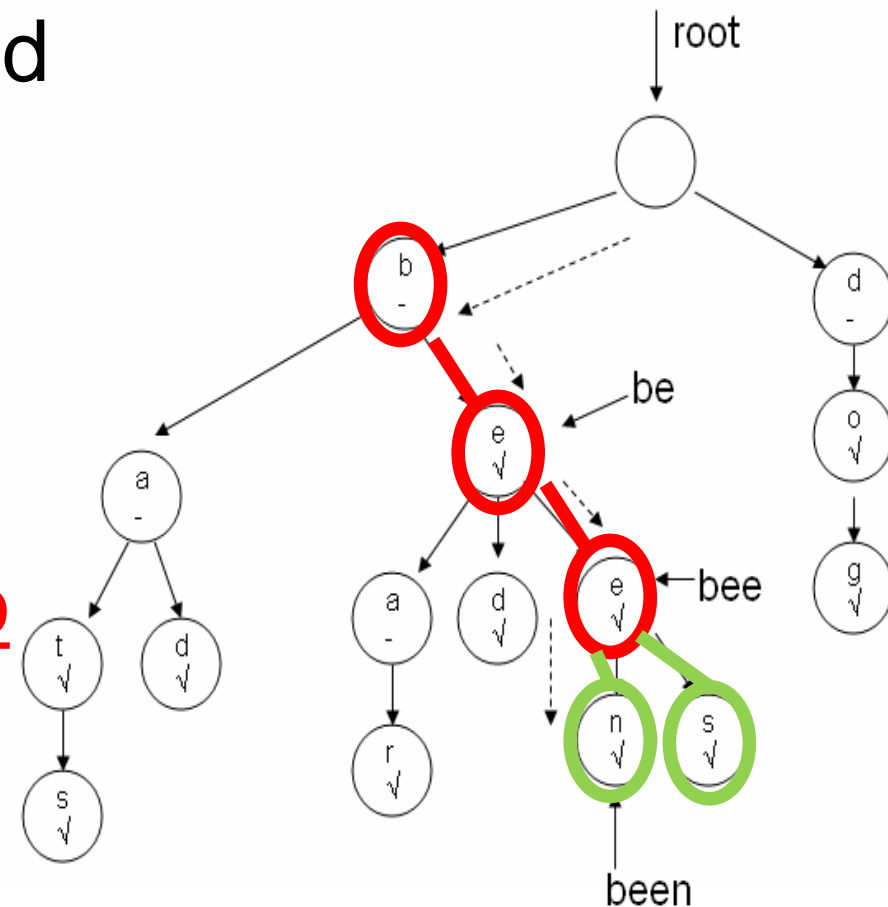 d
root
b
-
d
-
be
e
√
o
√
a
-
bee
a
-
d
√
e
√
g
√
t
√
d
√
n
√
s
√
r
√
s
√
been